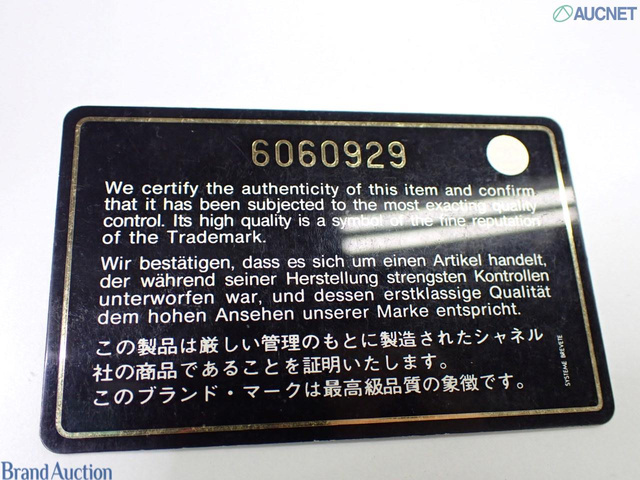 AUCNET
6060929
We certify the authenticity of this item and confirm
that it has been subjected to the most exacting quality
control. Its high quality is a symbol of the fine reputation
of the Trademark.
Wir bestätigen, dass es sich um einen Artikel handelt,
der während seiner Herstellung strengsten Kontrollen
unterworfen war, und dessen erstklassige Qualität
dem hohen Ansehen unserer Marke entspricht.
この製品は厳しい管理のもとに製造されたシャネル
社の商品であることを証明いたします。
このブランド・マークは最高級品質の象徴です。
SYSTEME BREVETE
Brand Auction